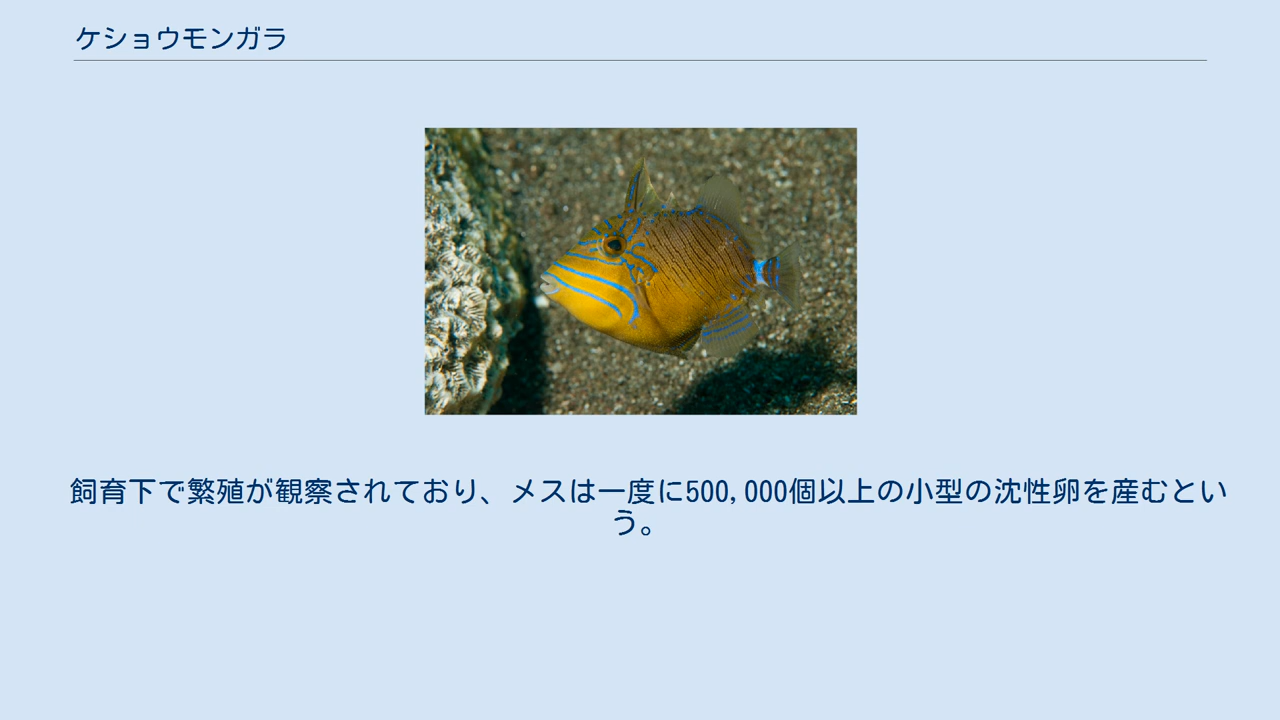 ケショウモンガラ
飼育下で繁殖が観察されており、メスは一度に500,000個以上の小型の沈性卵を産むとい
う。